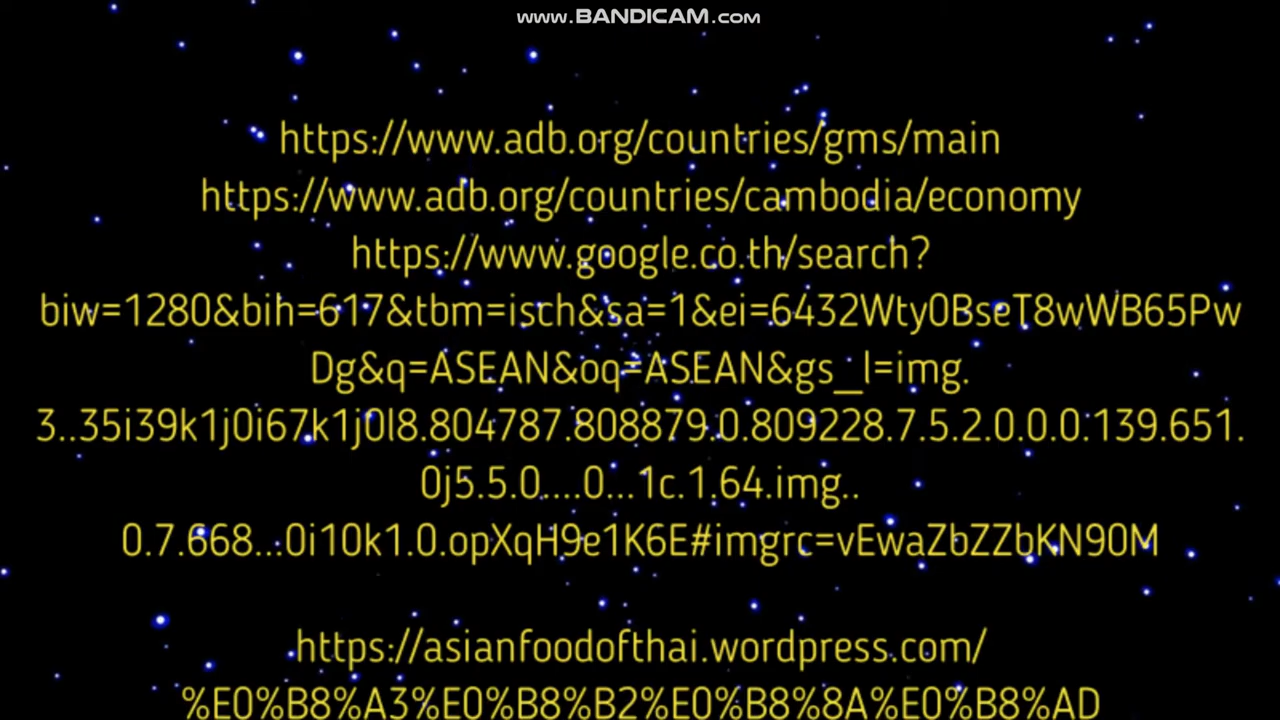 www.BANDICAM.com
https://www.adb.org/countries/gms/main
https://www.adb.org/countries/cambodia/economy
https://www.google.co.th/search?
biw=1280&bih=617&tbm=isch&sa=1&ei=6432Wty0BseT8wWB65Pw
Dg&q=ASEAN&oq=ASEAN&gs_l=img.
3..35i39k1j0i67k1j0l8.804787.808879.0.809228.7.5.2.0.0.0.139.651.
0j5.5.0....0...1c.1.64.img..
0.7.668...0i10k1.0.opXqH9e1K6E#imgrc=vEwaZbZZbKN90M
https://asianfoodofthai.wordpress.com/
%E0%B8%A3%E0%B8%B2%E0%B8%8A%E0%B8%AD